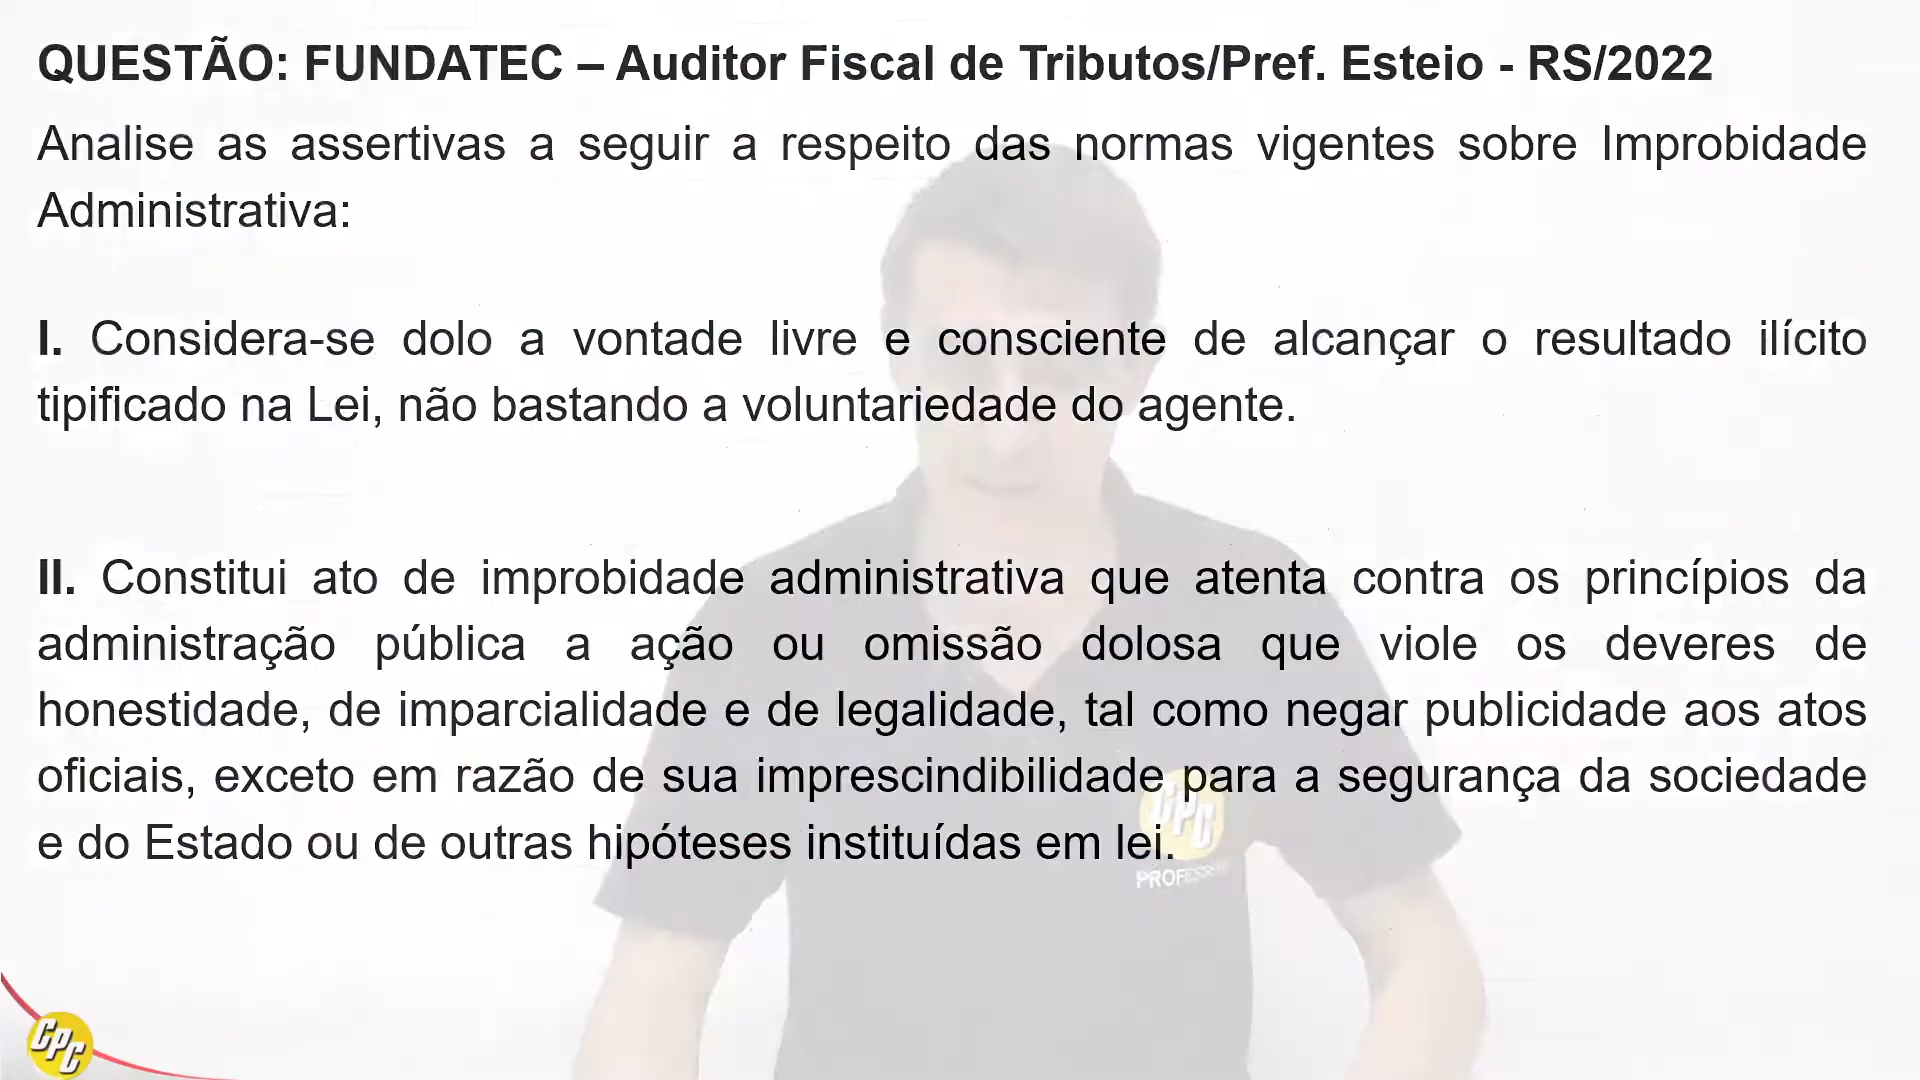 QUESTÃO: FUNDATEC – Auditor Fiscal de Tributos/Pref. Esteio - RS/2022
Analise as assertivas a seguir a respeito das normas vigentes sobre Improbidade
Administrativa:
I. Considera-se dolo a vontade livre e consciente de alcançar o resultado ilícito
tipificado na Lei, não bastando a voluntariedade do agente.
II. Constitui ato de improbidade administrativa que atenta contra os princípios da
administração pública a ação ou omissão dolosa que viole os deveres de
honestidade, de imparcialidade e de legalidade, tal como negar publicidade aos atos
oficiais, exceto em razão de sua imprescindibilidade para a segurança da sociedade
e do Estado ou de outras hipóteses instituídas em lei.
CPC
PROFESSOR
CPC